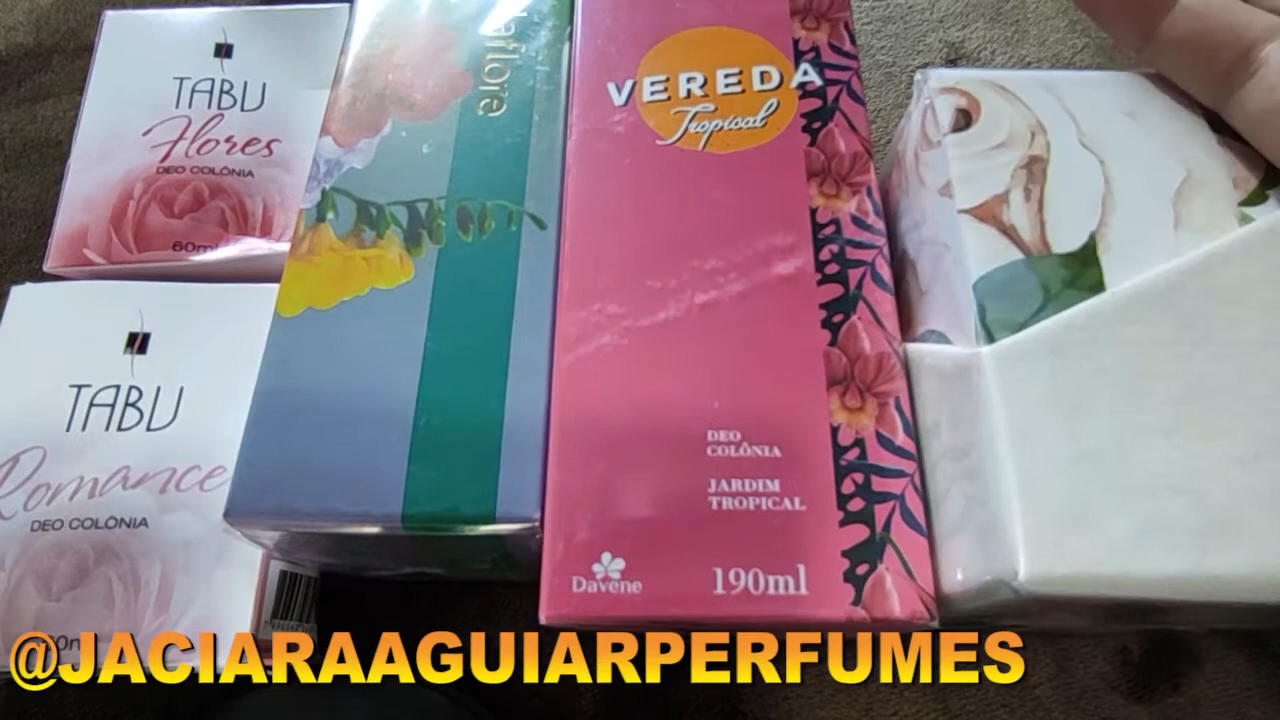 TABU
Flores
DEO COLÔNIA
60ml
TABU
Romance
DEO COLÔNIA
VEREDA
Tropical
DEO
COLÔNIA
JARDIM
TROPICAL
Davene
190ml
@JACIARAAGUIARPERFUMES